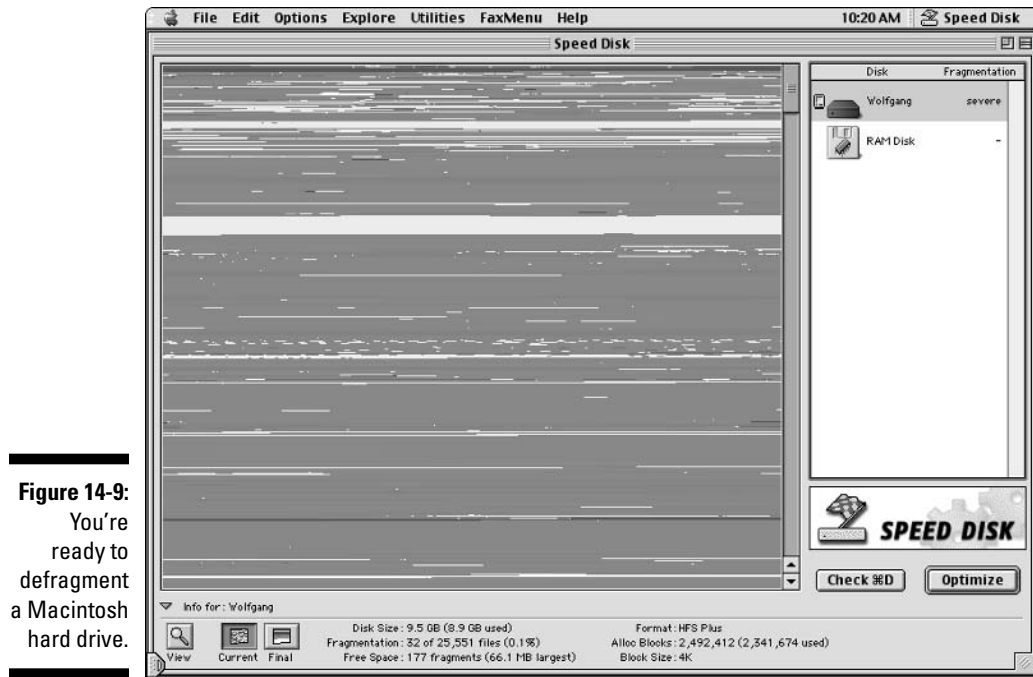 File Edit Options Explore Utilities FaxMenu Help 10:20 AM Speed Disk
Speed Disk
Disk Fragmentation
Wolfgang severe
RAM Disk -
SPEED DISK
Check ⌘D Optimize
Info for: Wolfgang
View
Current Final
Disk Size: 9.5 GB (8.9 GB used)
Fragmentation: 32 of 25,551 files (0.1%)
Free Space: 177 fragments (66.1 MB largest)
Format: HFS Plus
Alloc Blocks: 2,492,412 (2,341,674 used)
Block Size: 4K
Figure 14-9:
You're
ready to
defragment
a Macintosh
hard drive.